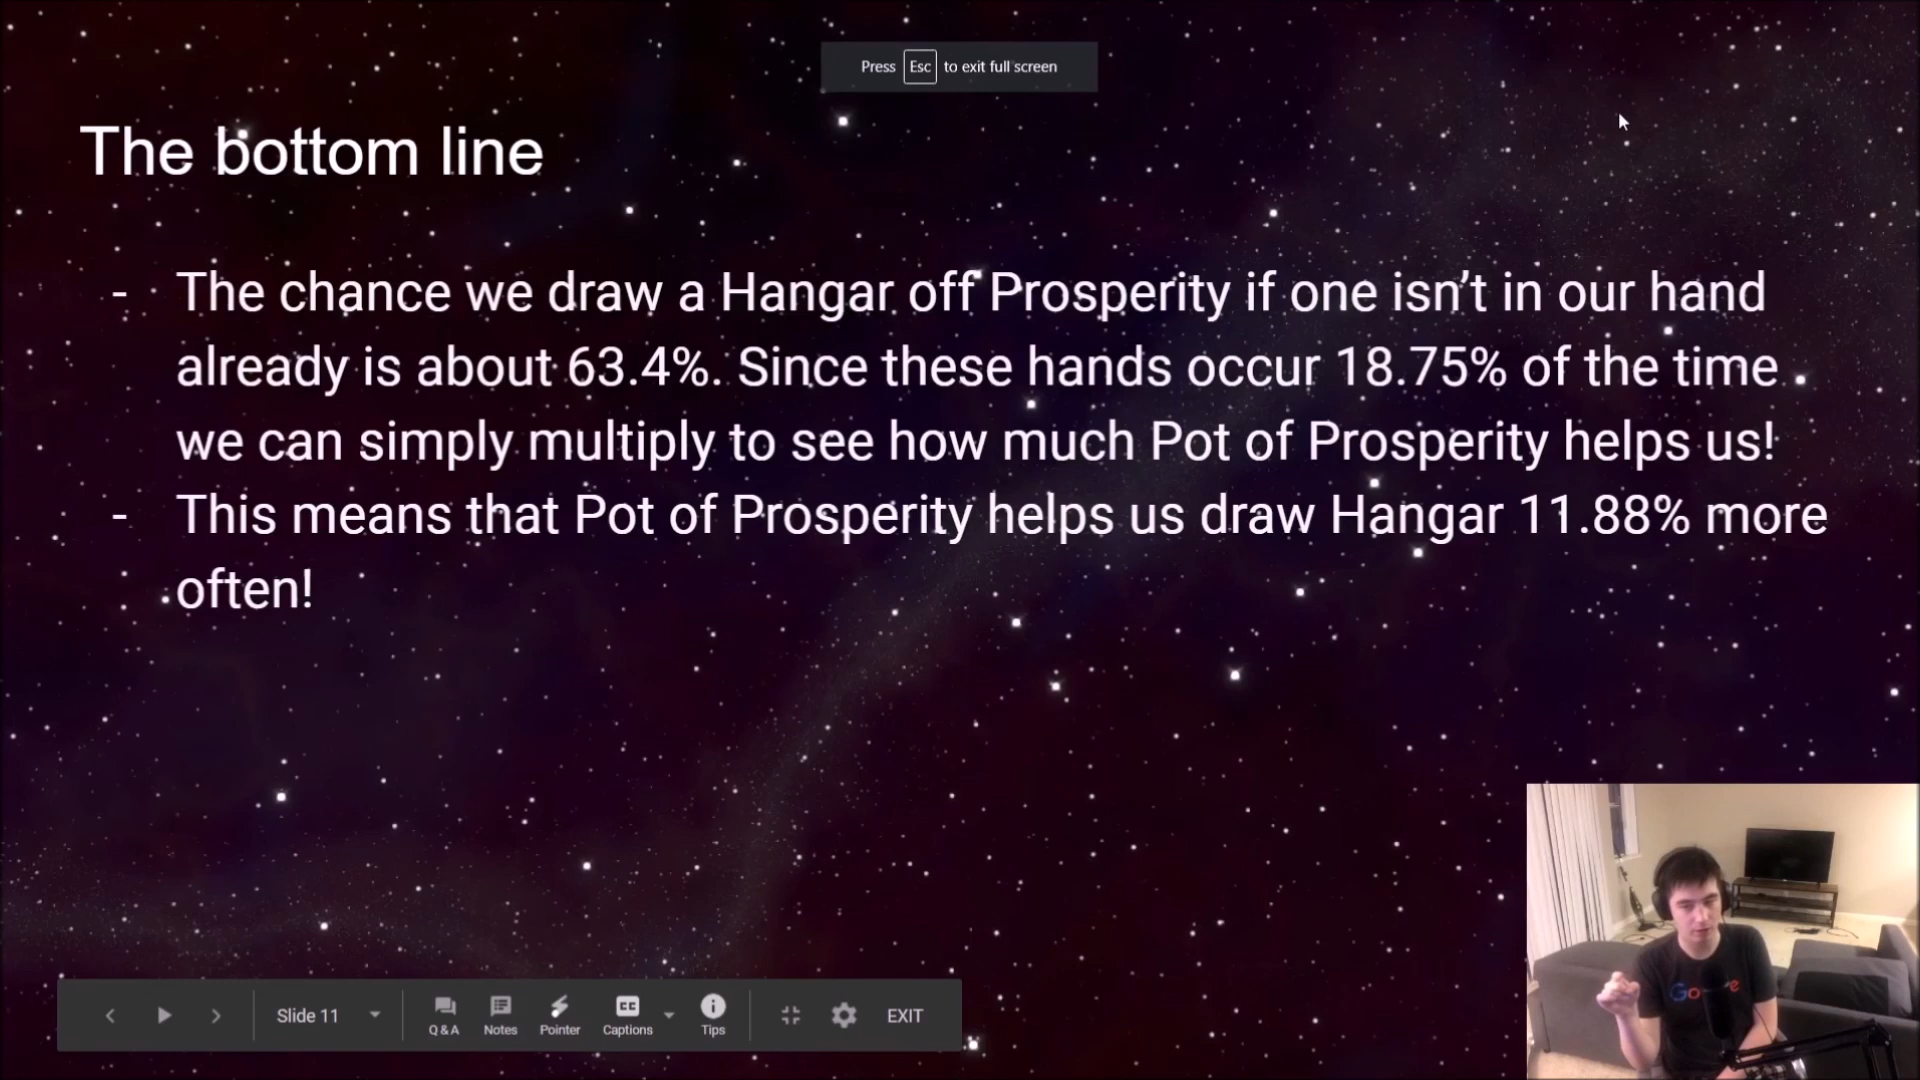 Press Esc to exit full screen
The bottom line
- The chance we draw a Hangar off Prosperity if one isn't in our hand
already is about 63.4%. Since these hands occur 18.75% of the time
we can simply multiply to see how much Pot of Prosperity helps us!
- This means that Pot of Prosperity helps us draw Hangar 11.88% more
often!
Slide 11
Q&A
Notes
Pointer
CC
Captions
Tips
EXIT